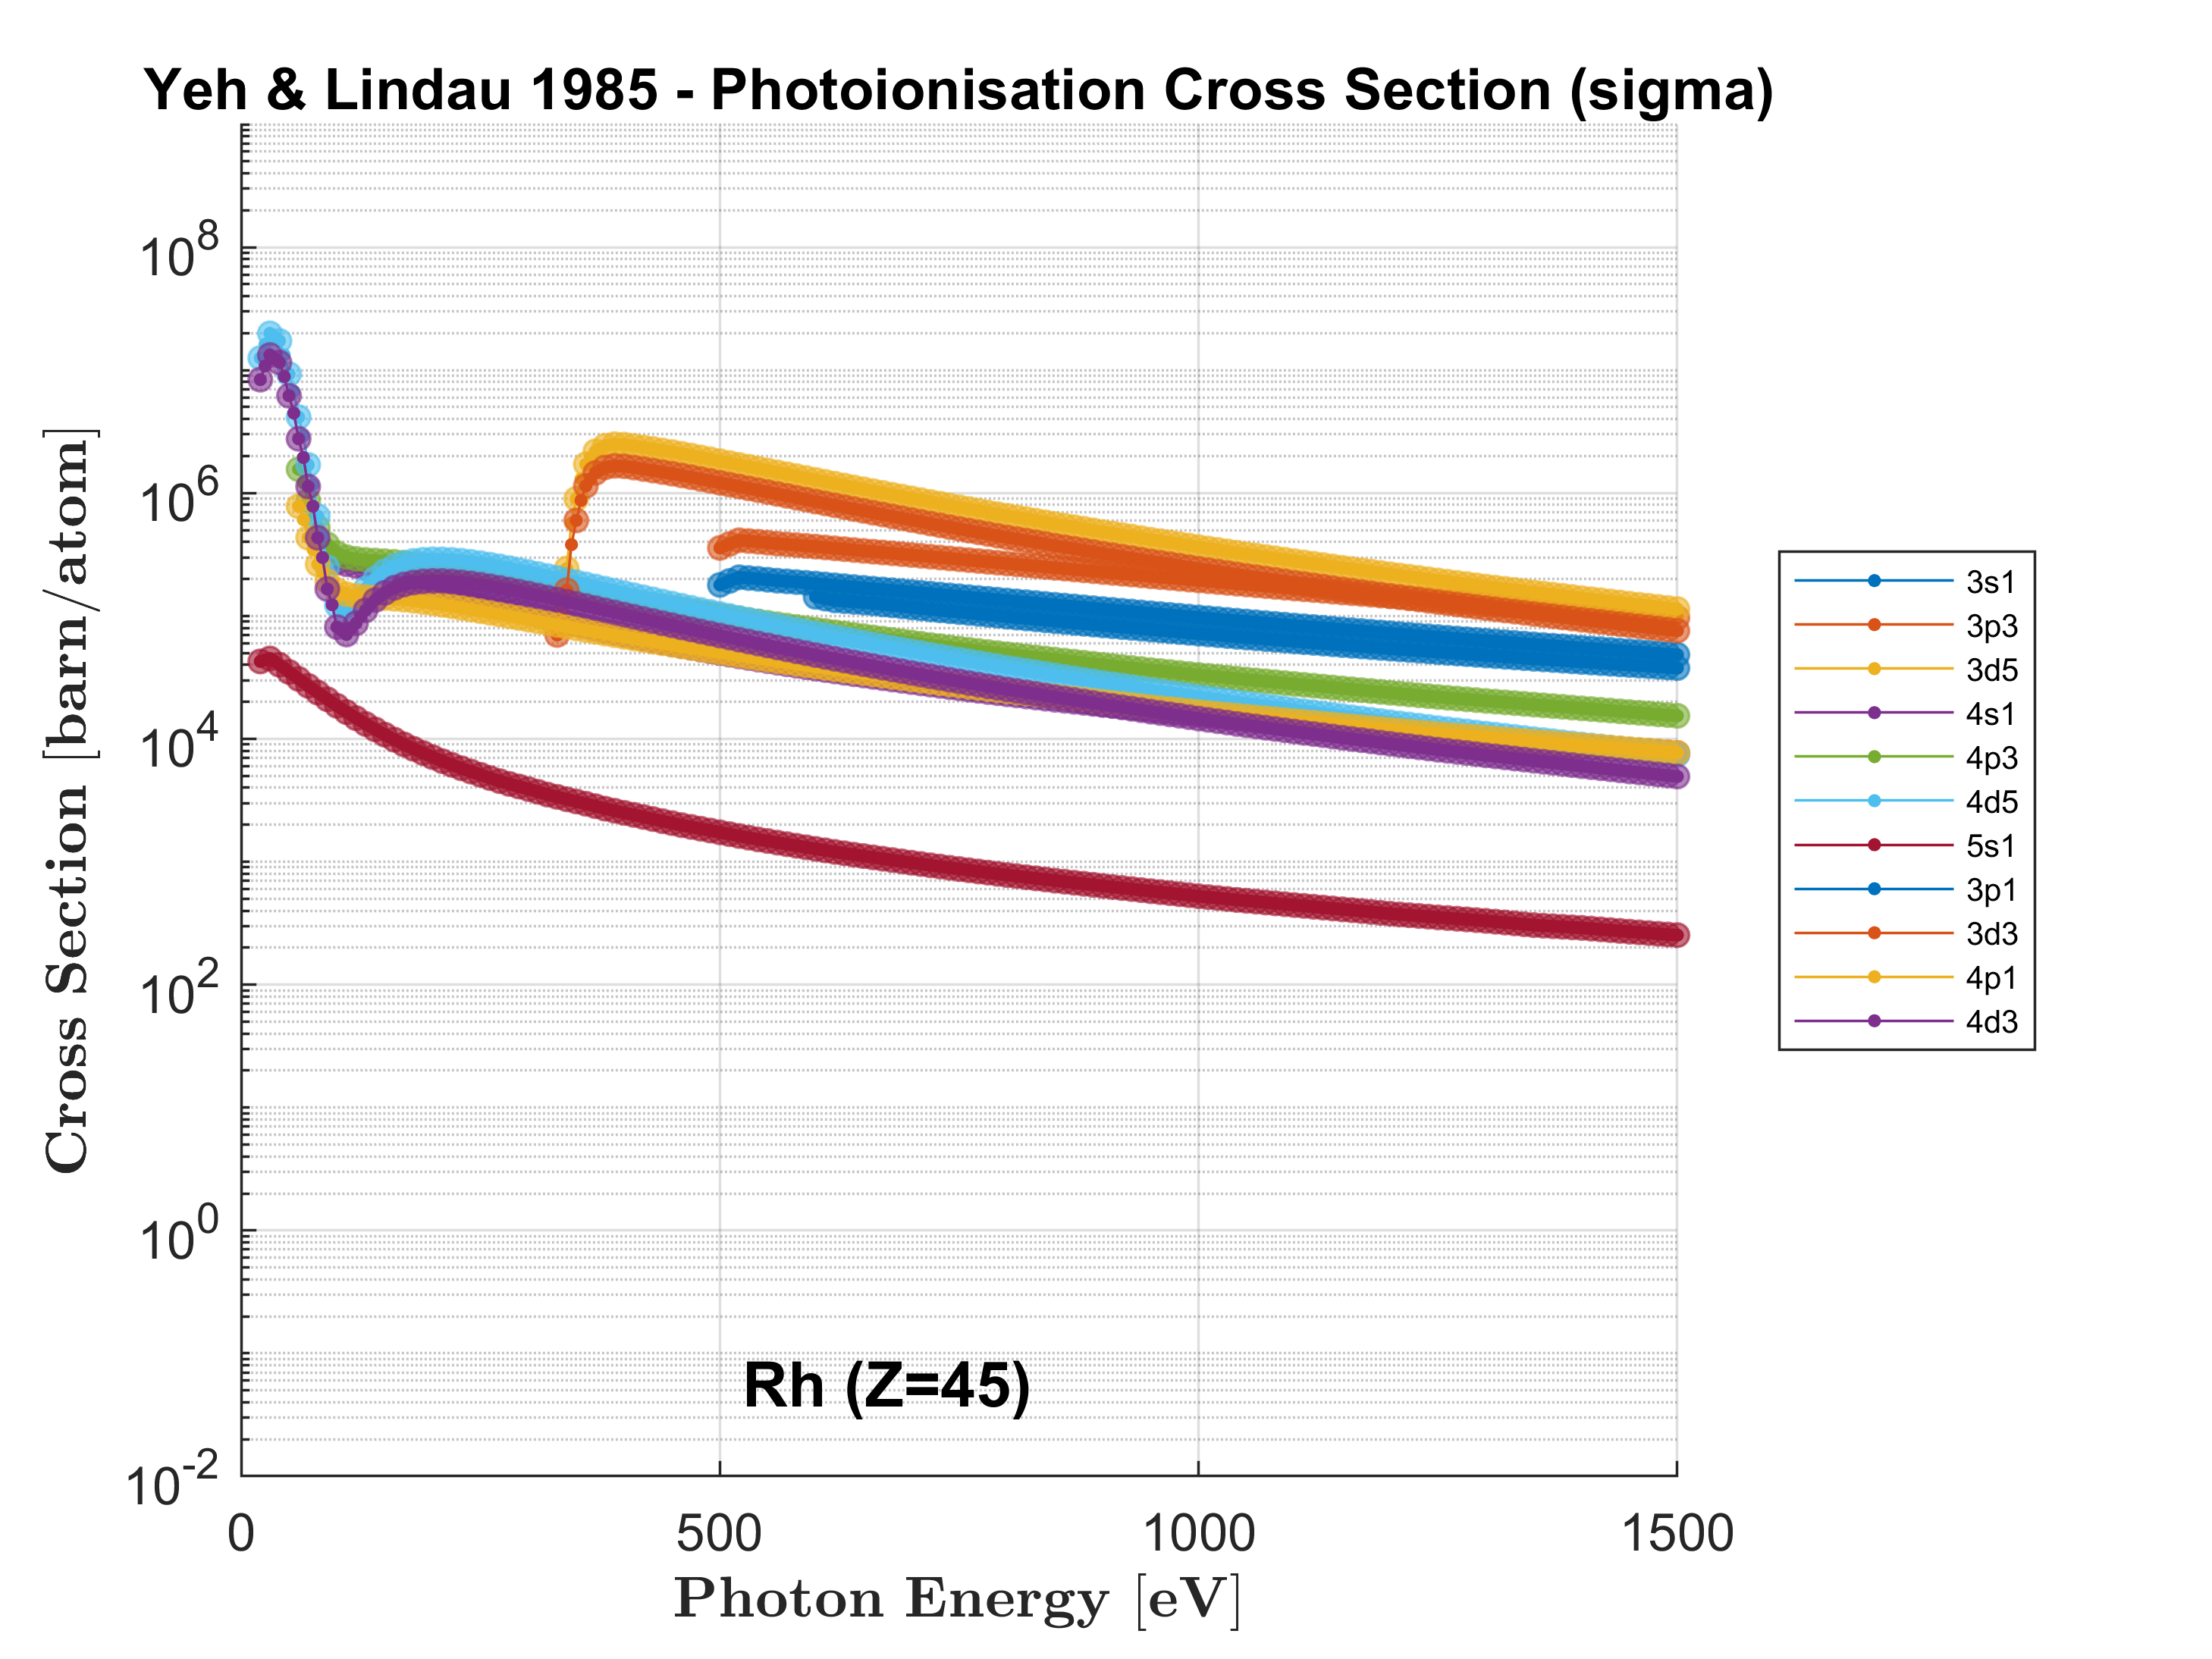 Yeh & Lindau 1985 - Photoionisation Cross Section (sigma)
Cross Section [barn/atom]
10^8
10^6
10^4
10^2
10^0
10^-2
0 500 1000 1500
Photon Energy [eV]
Rh (Z=45)
3s1
3p3
3d5
4s1
4p3
4d5
5s1
3p1
3d3
4p1
4d3